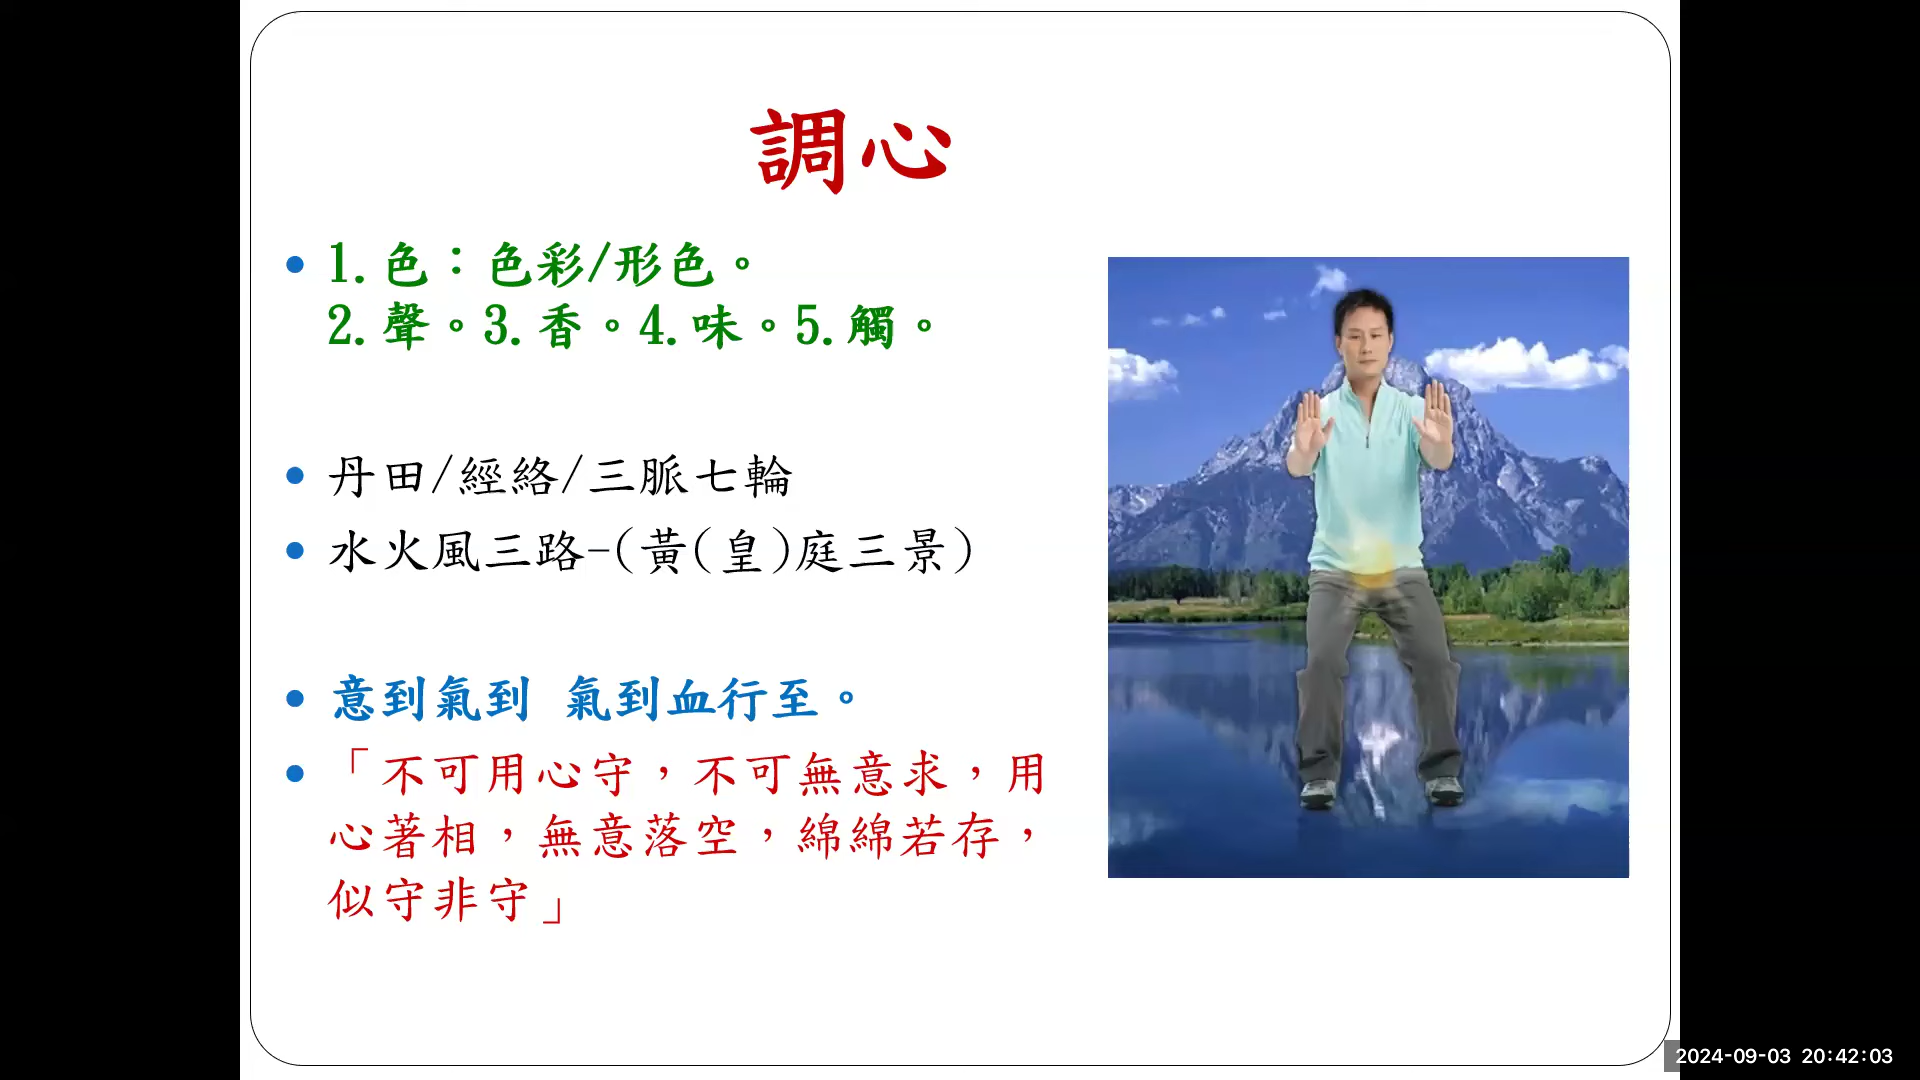 調心
• 1.色：色彩/形色。
2.聲。3.香。4.味。5.觸。
• 丹田/經絡/三脈七輪
• 水火風三路-(黃(皇)庭三景)
• 意到氣到 氣到血行至。
• 「不可用心守，不可無意求，用
心著相，無意落空，綿綿若存，
似守非守」
2024-09-03 20:42:03